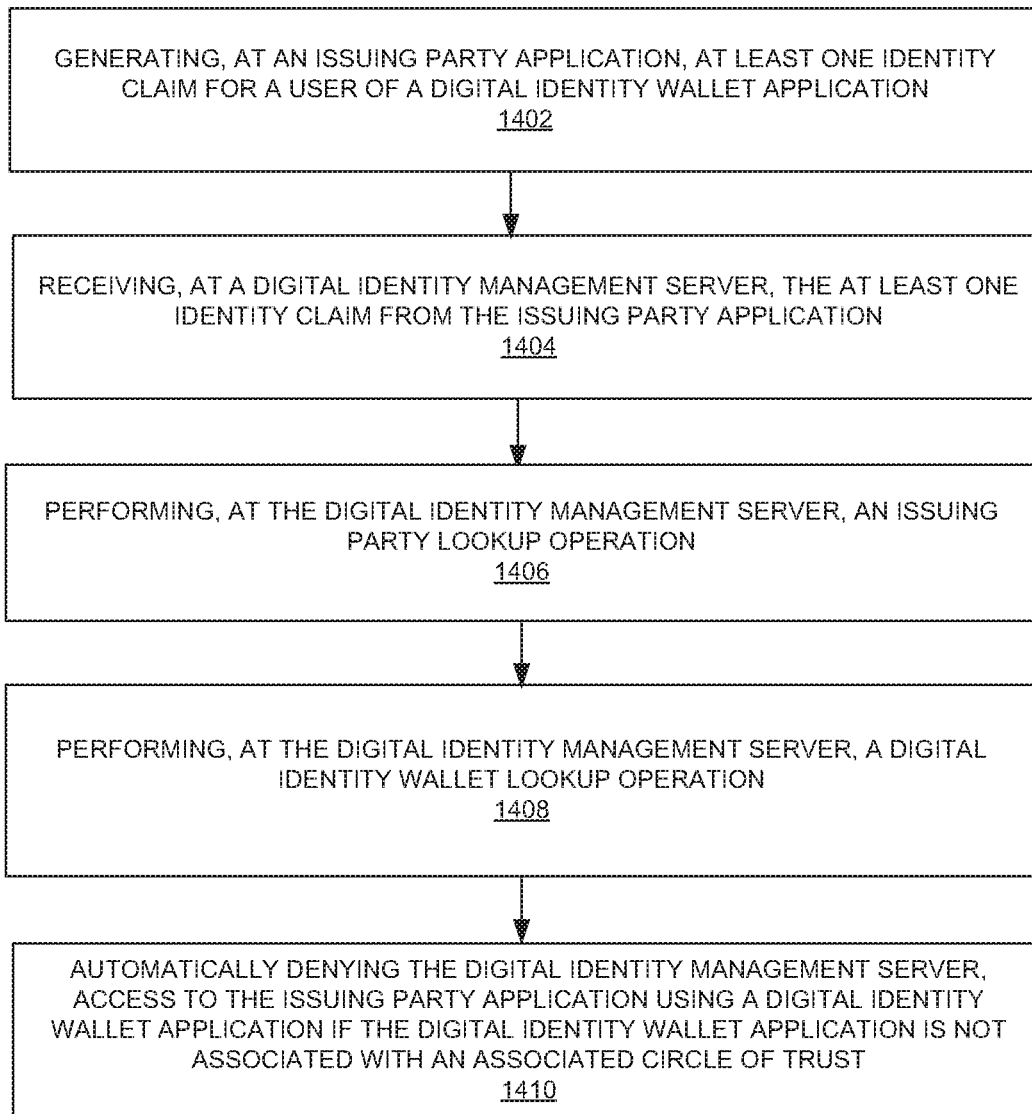 GENERATING, AT AN ISSUING PARTY APPLICATION, AT LEAST ONE IDENTITY
CLAIM FOR A USER OF A DIGITAL IDENTITY WALLET APPLICATION
1402
RECEIVING, AT A DIGITAL IDENTITY MANAGEMENT SERVER, THE AT LEAST ONE
IDENTITY CLAIM FROM THE ISSUING PARTY APPLICATION
1404
PERFORMING, AT THE DIGITAL IDENTITY MANAGEMENT SERVER, AN ISSUING
PARTY LOOKUP OPERATION
1406
PERFORMING, AT THE DIGITAL IDENTITY MANAGEMENT SERVER, A DIGITAL
IDENTITY WALLET LOOKUP OPERATION
1408
AUTOMATICALLY DENYING THE DIGITAL IDENTITY MANAGEMENT SERVER,
ACCESS TO THE ISSUING PARTY APPLICATION USING A DIGITAL IDENTITY
WALLET APPLICATION IF THE DIGITAL IDENTITY WALLET APPLICATION IS NOT
ASSOCIATED WITH AN ASSOCIATED CIRCLE OF TRUST
1410